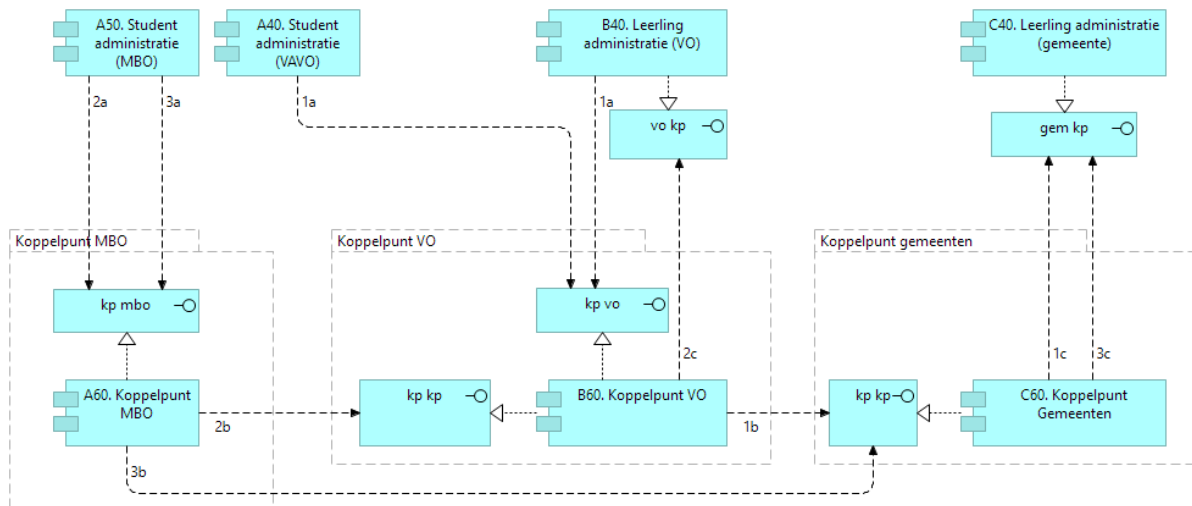 A50. Student
administratie
(MBO)
A40. Student
administratie
(VAVO)
B40. Leerling
administratie (VO)
C40. Leerling administratie
(gemeente)
2a
3a
1a
1a
vo kp
gem kp
Koppelpunt MBO
Koppelpunt VO
Koppelpunt gemeenten
kp mbo
kp vo
2c
1c
3c
A60. Koppelpunt
MBO
kp kp
B60. Koppelpunt VO
kp kp
C60. Koppelpunt
Gemeenten
2b
1b
3b